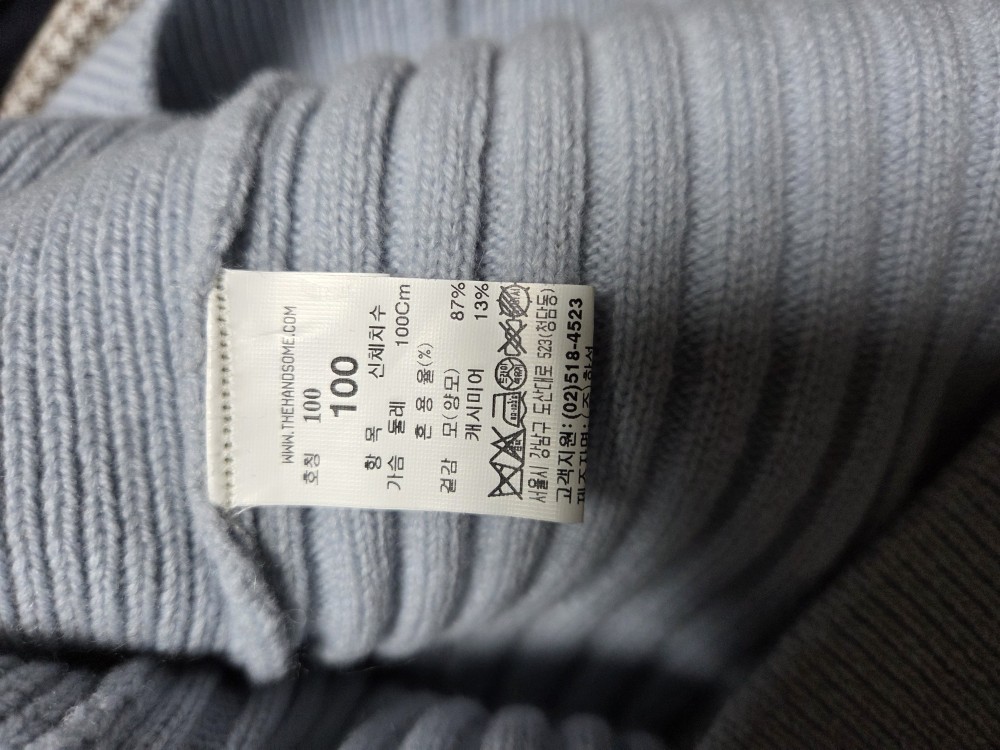 WWW.THEHANDSOME.COM
호칭 100
100
항 목 신체치수
가슴 둘레 100Cm
혼 용 율(%)
겉감 모(양모) 87%
캐시미어 13%
서울시 강남구 도산대로 523(청담동)
고객지원: (02)518-4523